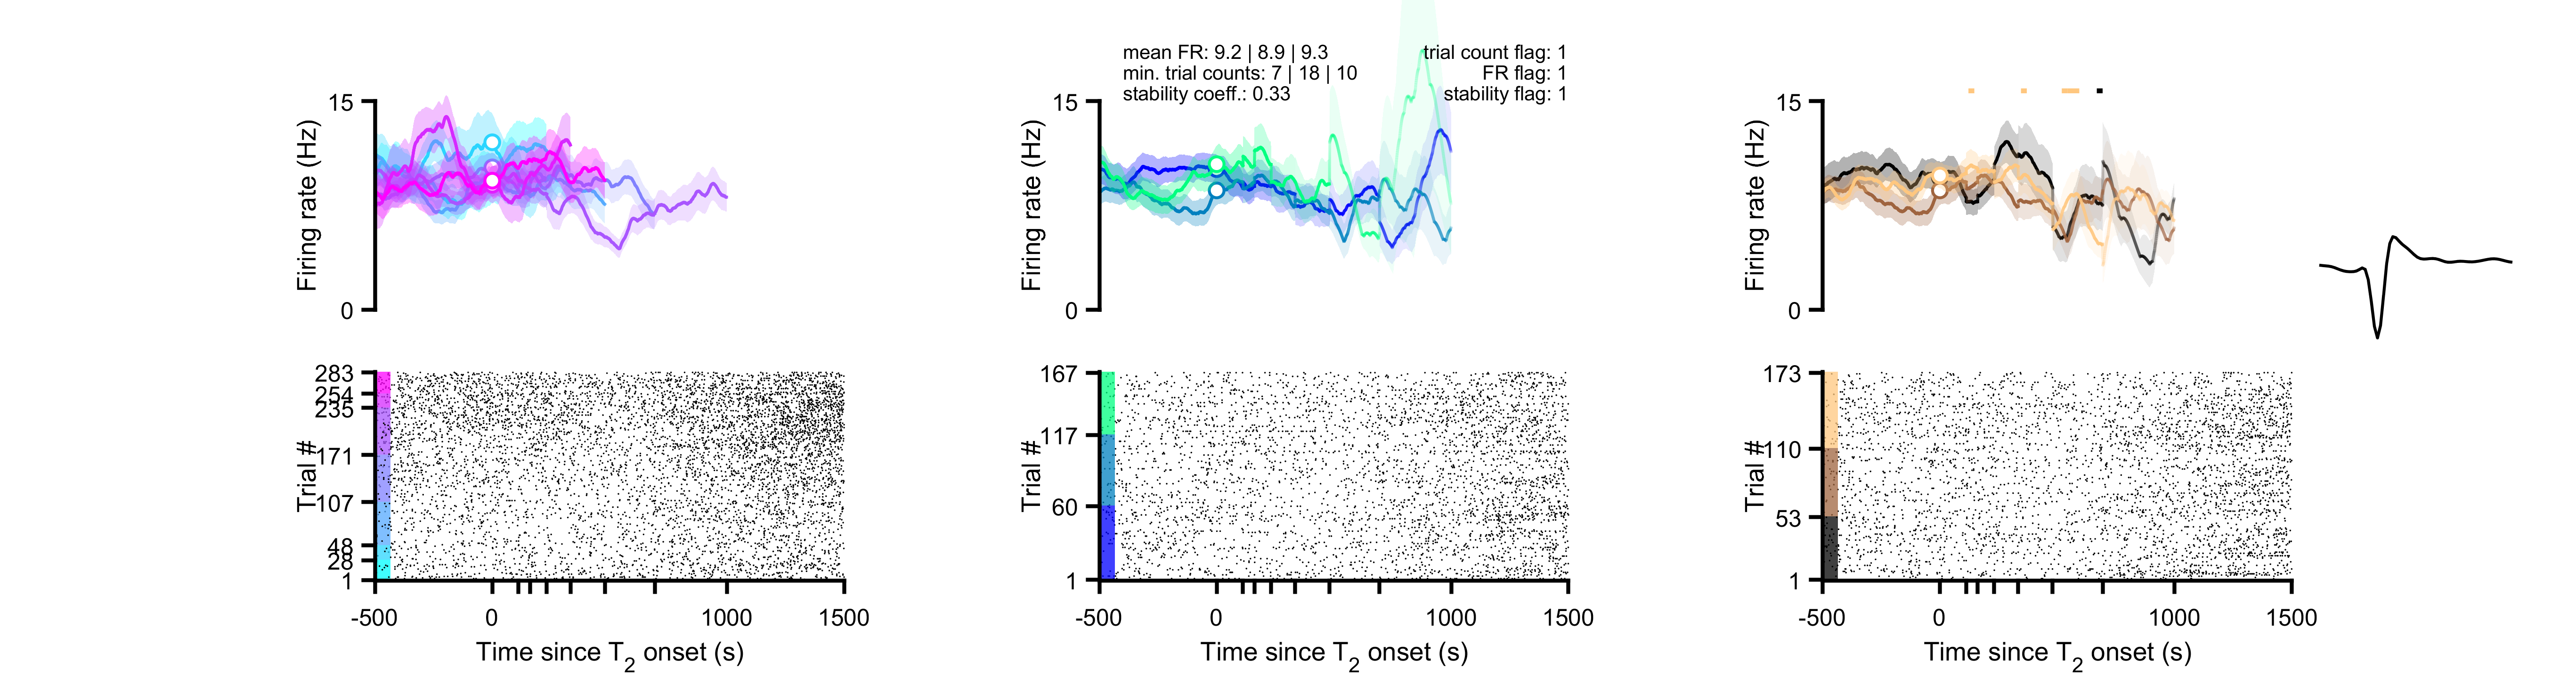 mean FR: 9.2 | 8.9 | 9.3
min. trial counts: 7 | 18 | 10
stability coeff.: 0.33
trial count flag: 1
FR flag: 1
stability flag: 1
15
0
Firing rate (Hz)
15
0
Firing rate (Hz)
15
0
Firing rate (Hz)
283
254
235
171
107
48
28
1
Trial #
-500
0
1000
1500
Time since T2 onset (s)
167
117
60
1
Trial #
-500
0
1000
1500
Time since T2 onset (s)
173
110
53
1
Trial #
-500
0
1000
1500
Time since T2 onset (s)